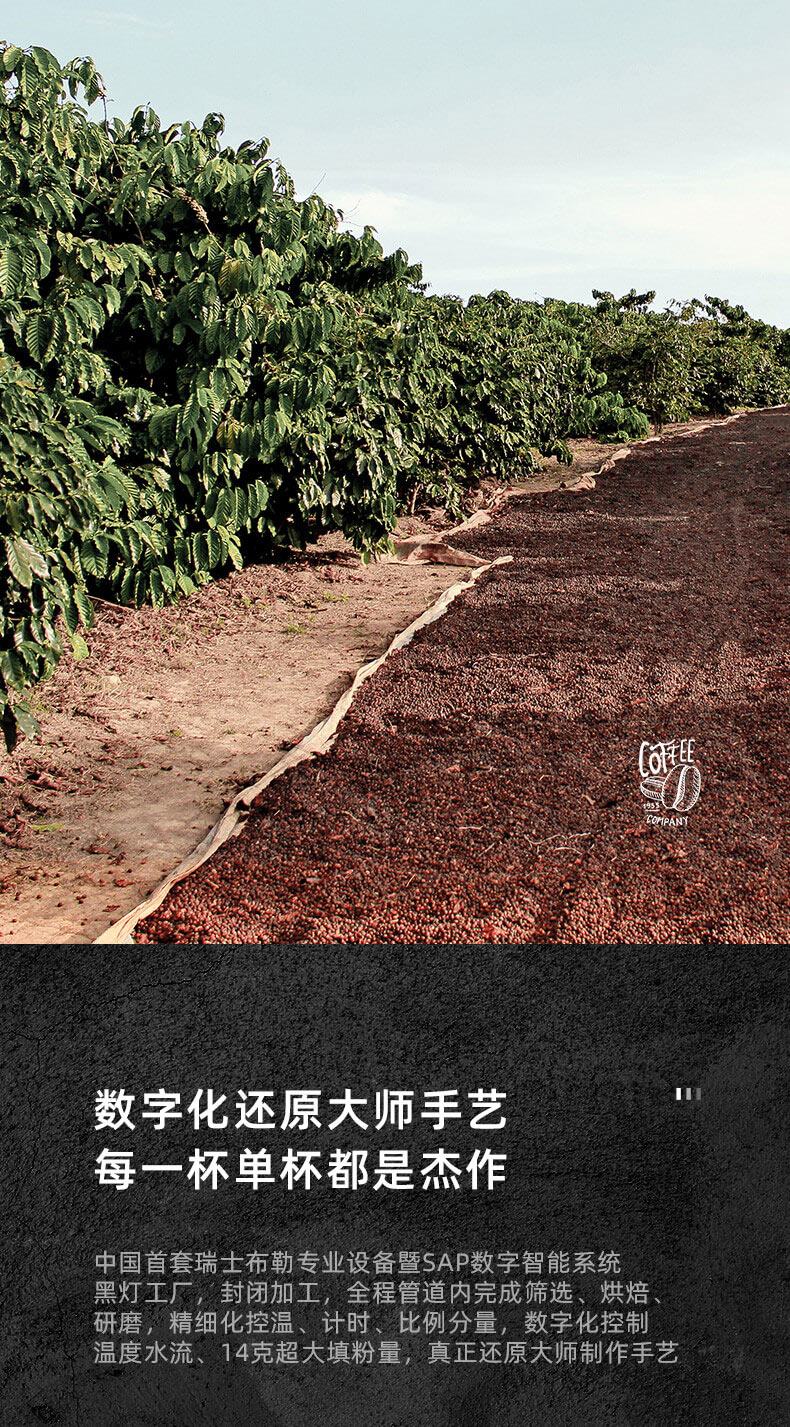 COFFEE
1953
COMPANY
数字化还原大师手艺
每一杯单杯都是杰作
中国首套瑞士布勒专业设备暨SAP数字智能系统
黑灯工厂，封闭加工，全程管道内完成筛选、烘焙、
研磨，精细化控温、计时、比例分量，数字化控制
温度水流、14克超大填粉量，真正还原大师制作手艺